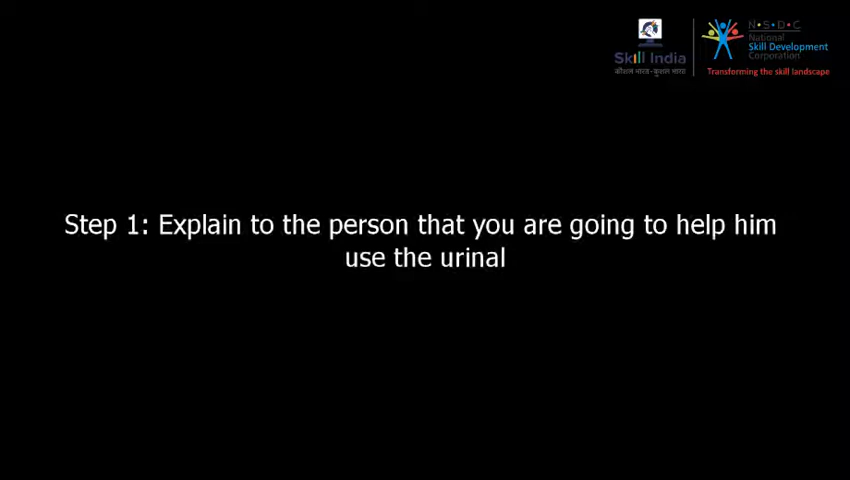 N•S•D•C
National
Skill Development
Corporation
Transforming the skill landscape
Skill India
कौशल भारत-कुशल भारत
Step 1: Explain to the person that you are going to help him
use the urinal